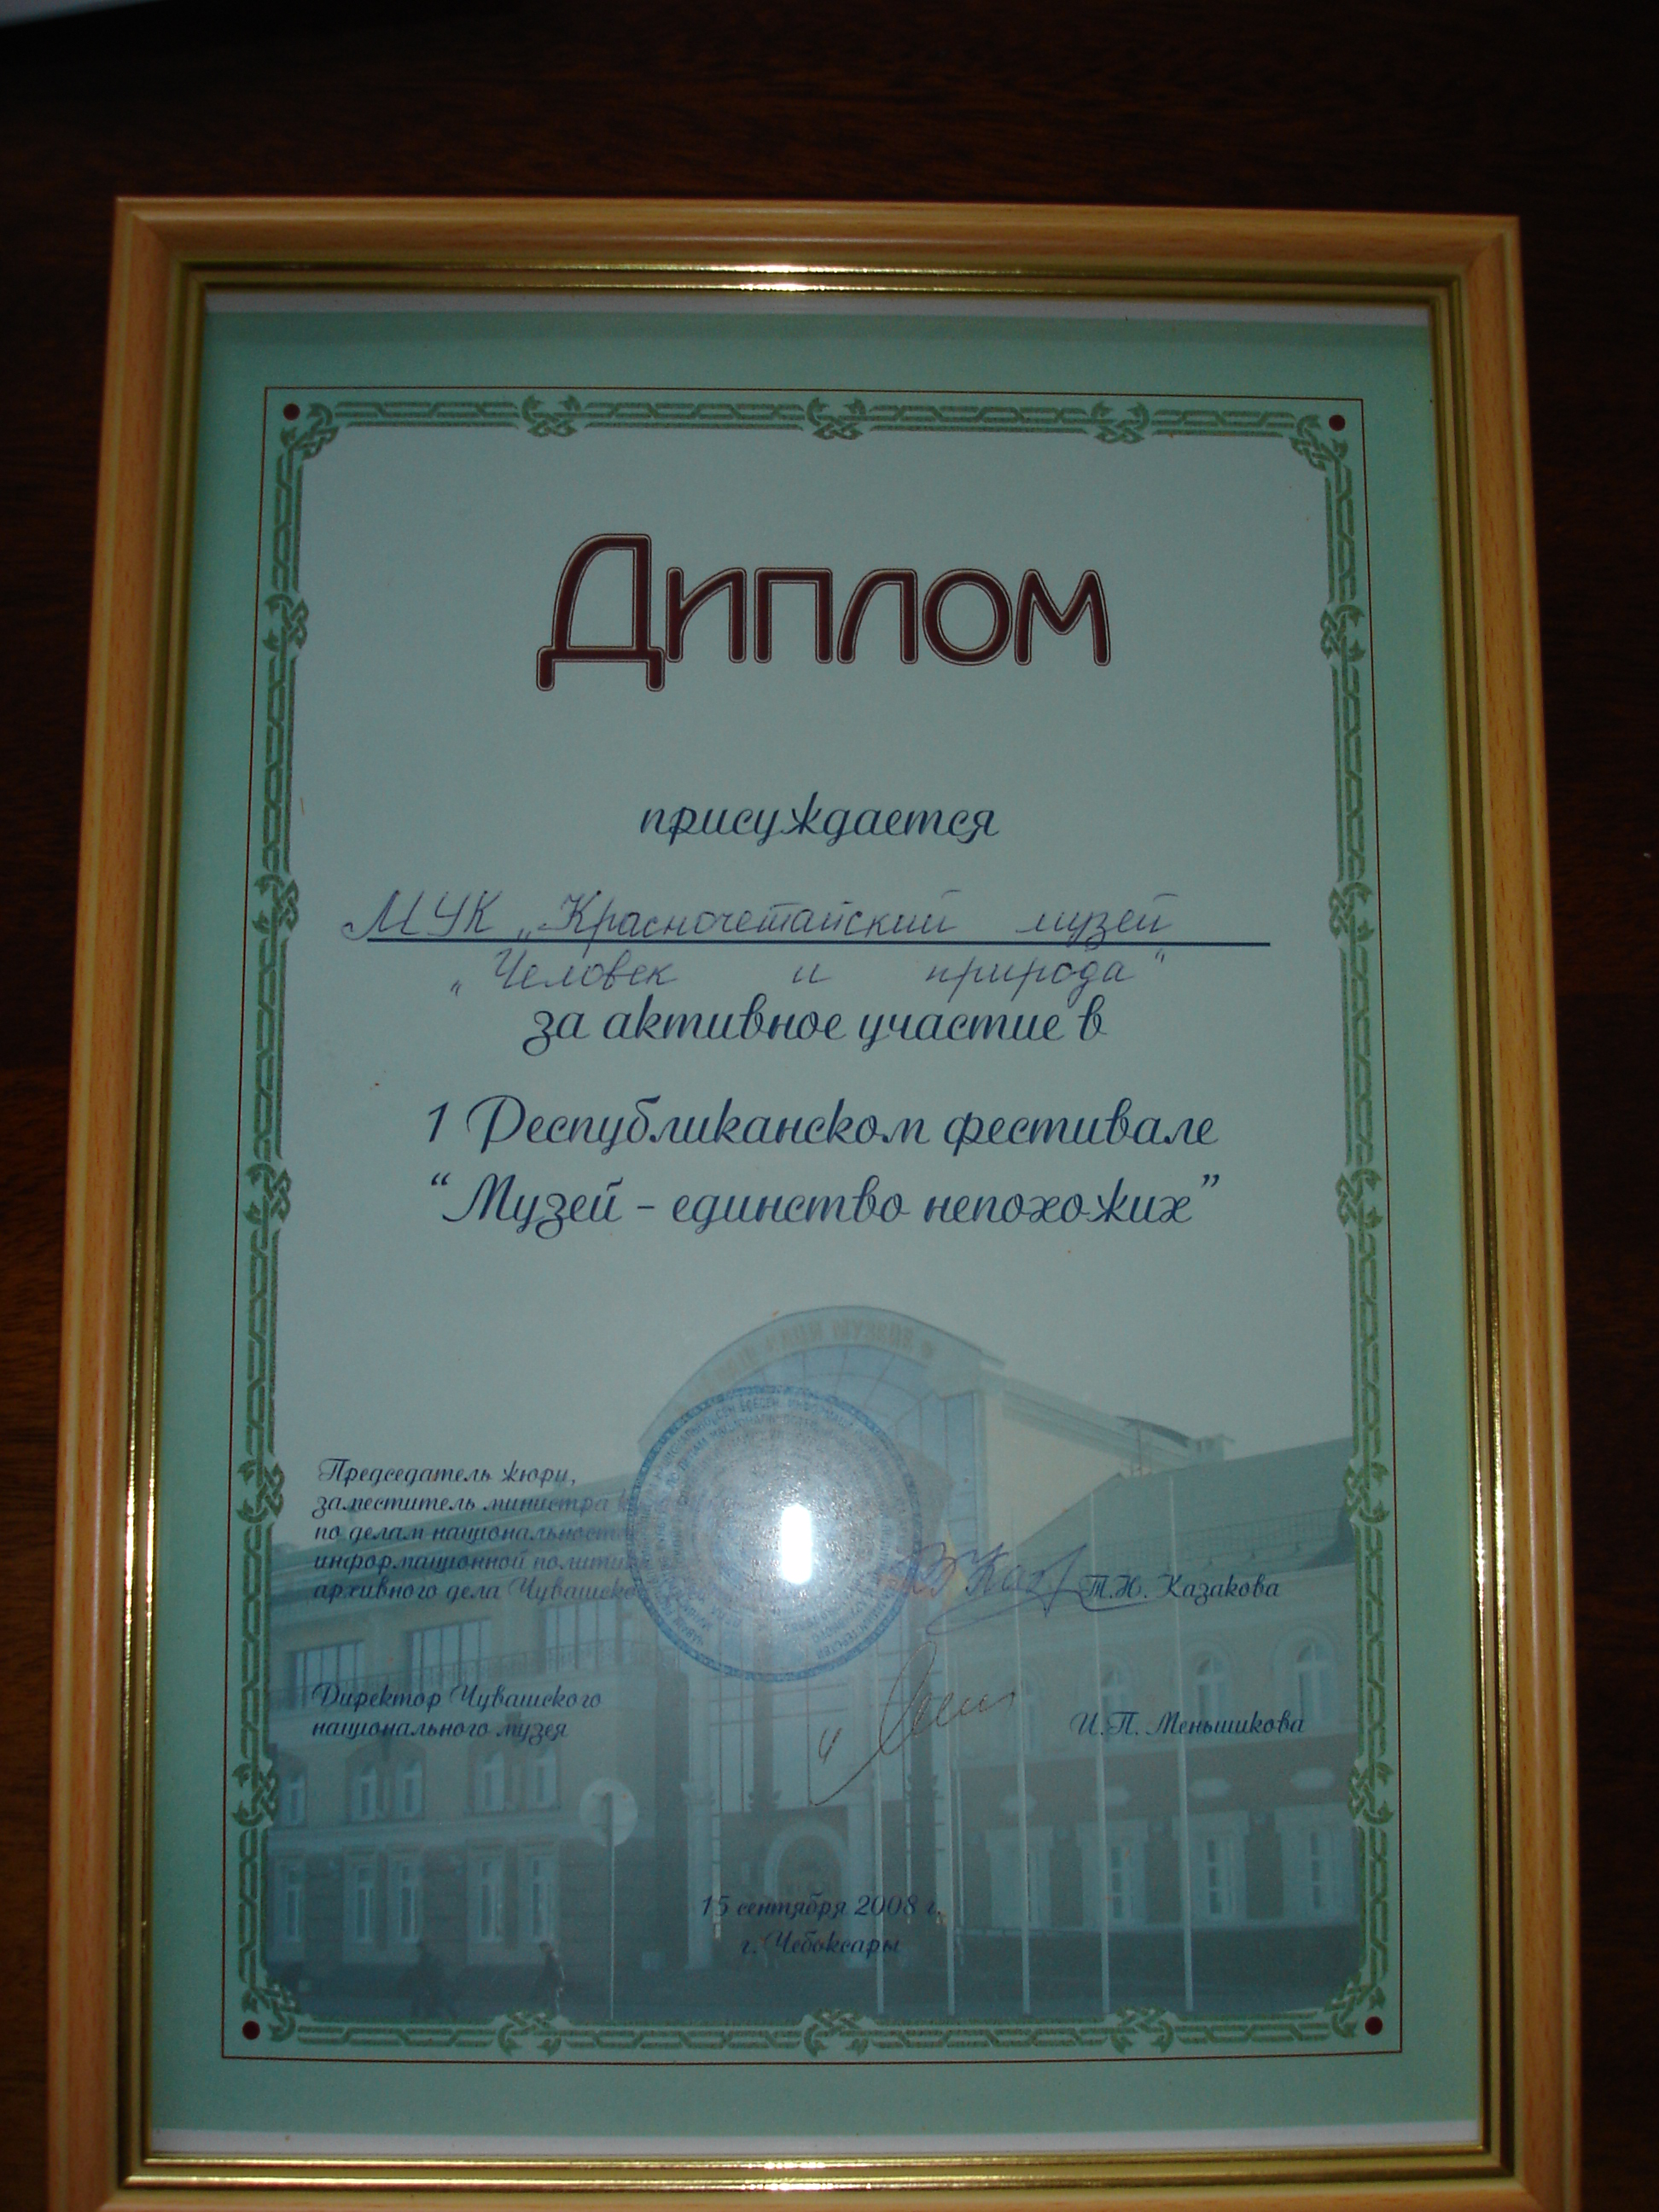 Диплом
присуждается
МУК „Красночетайский музей
„Человек и природа"
за активное участие в
1 Республиканском фестивале
“Музей - единство непохожих”
МУЗЕЙĕ
Председатель жюри,
заместитель министра
по делам
информационной
архивного дела
Т.Н. Казакова
Директор Чувашского
национального музея
И.П. Меньшикова
15 сентября 2008 г.
г. Чебоксары